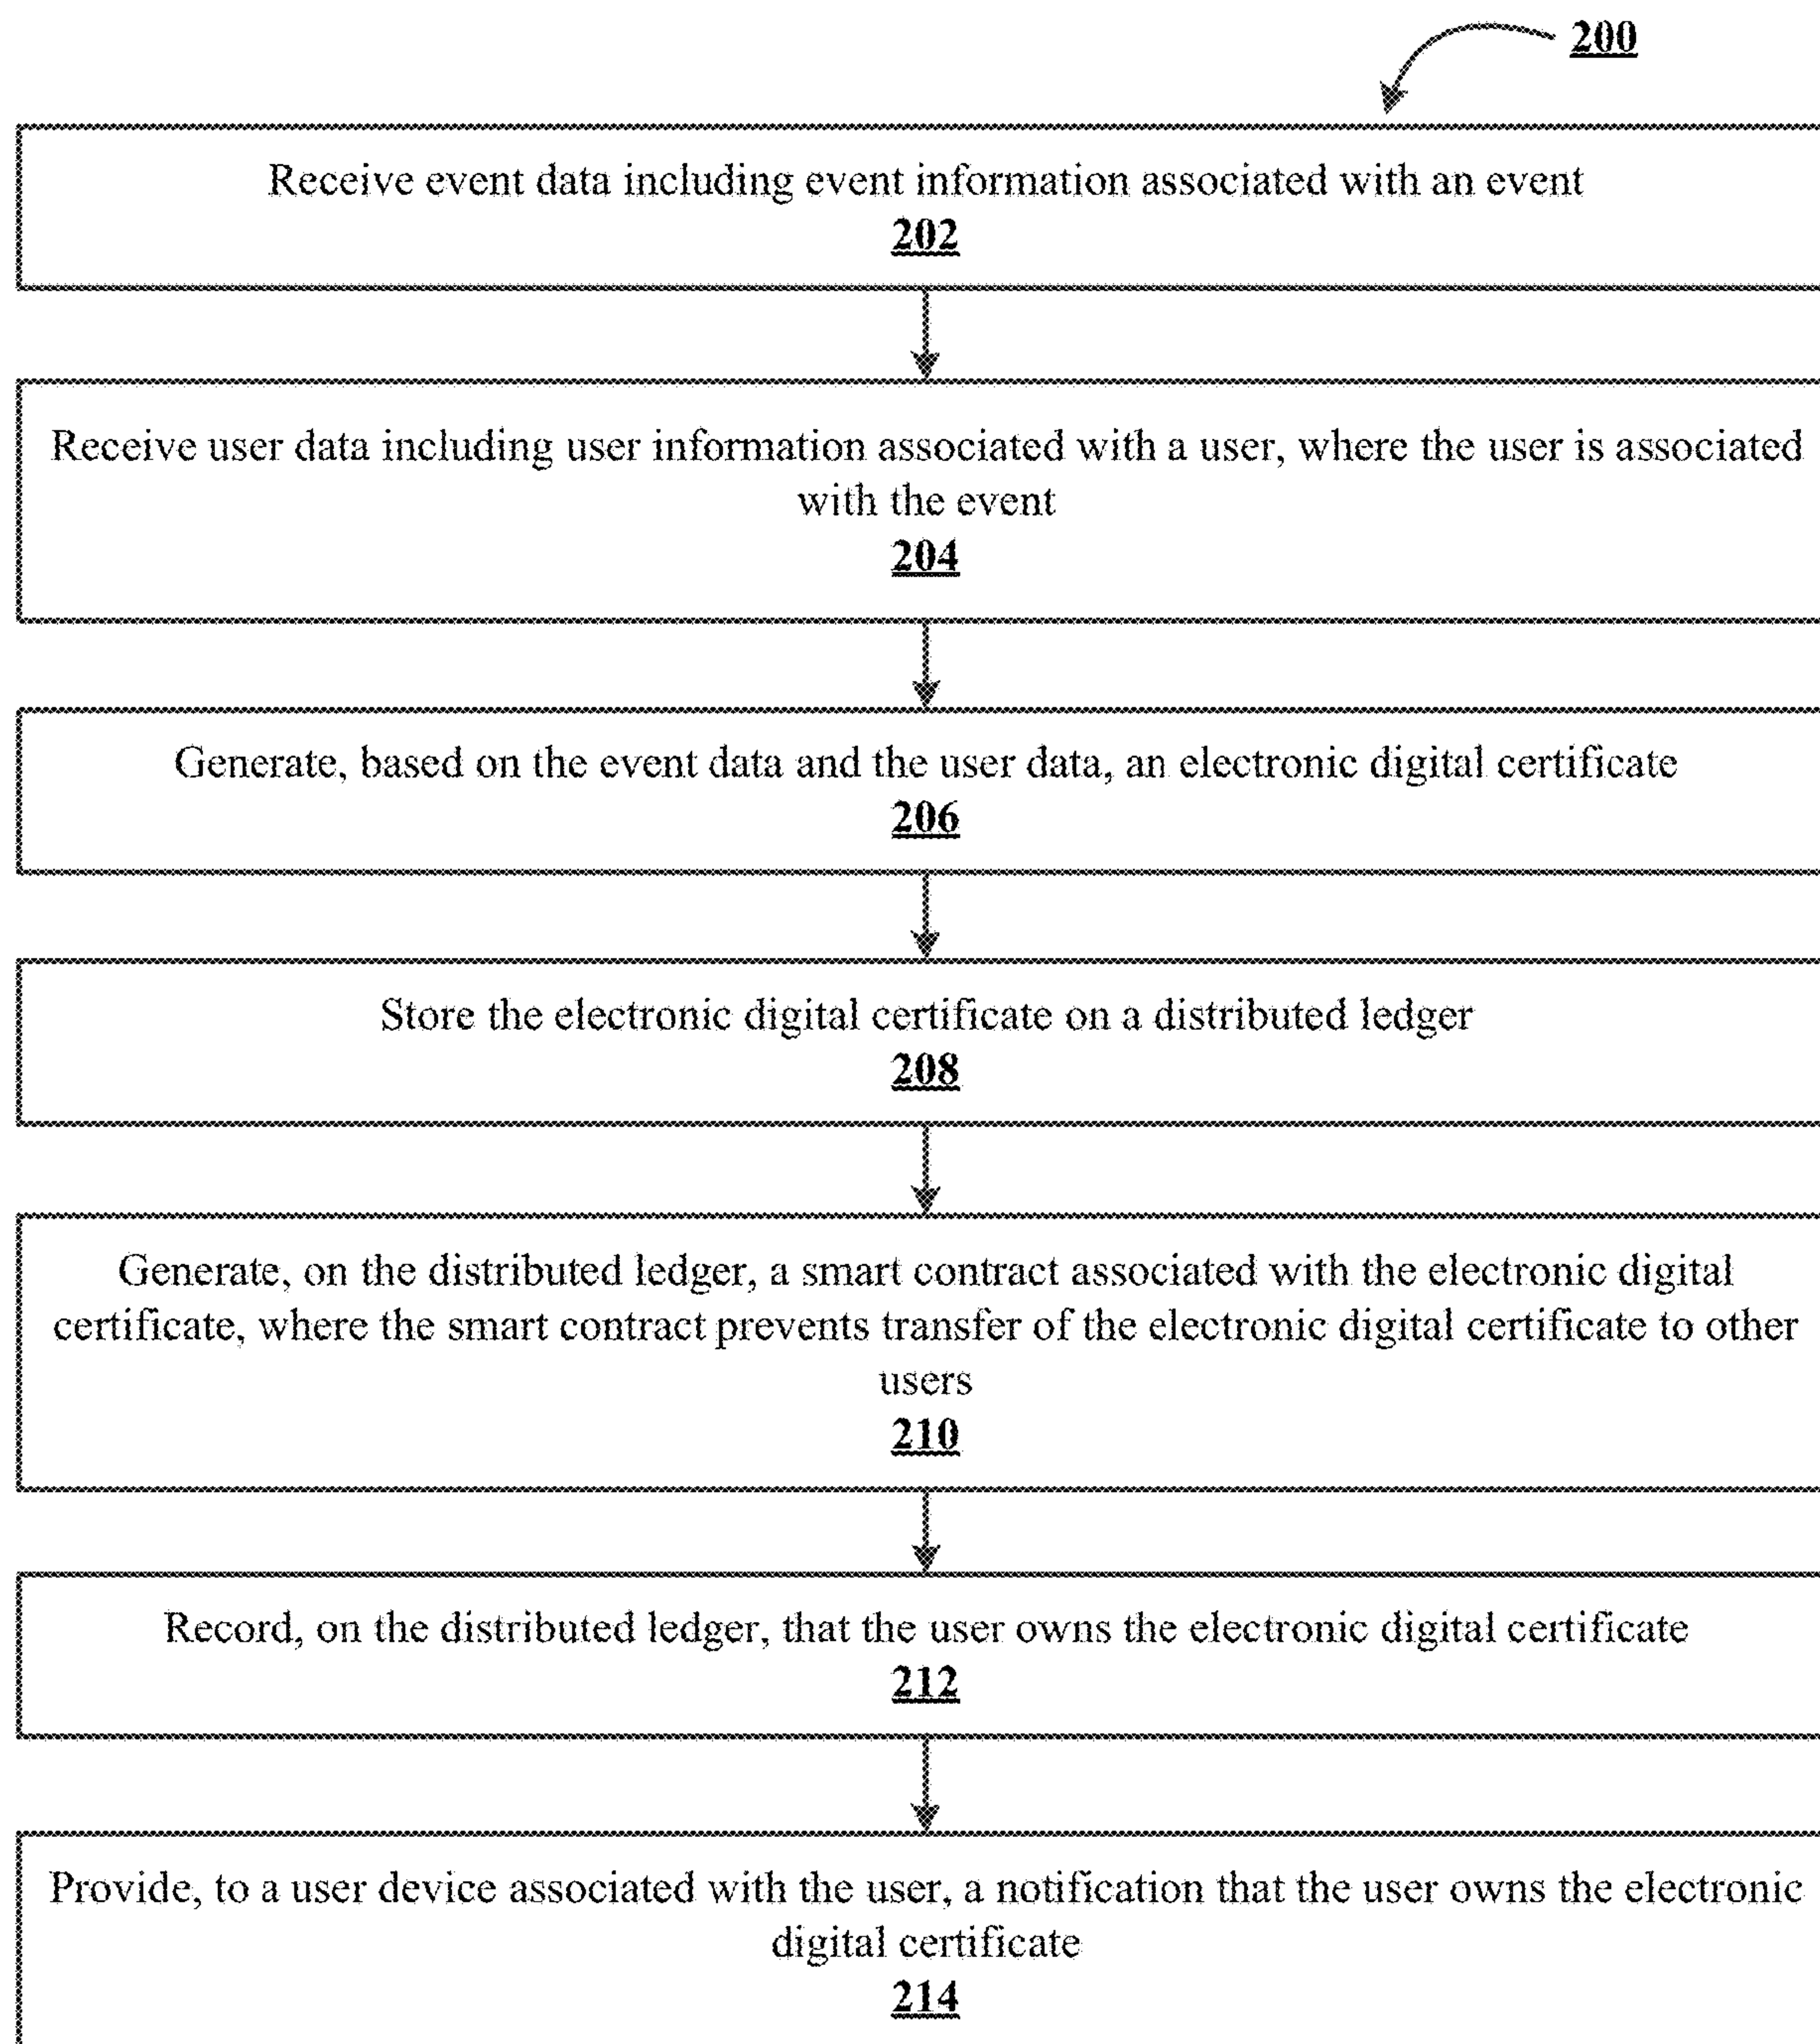 200
Receive event data including event information associated with an event
202
Receive user data including user information associated with a user, where the user is associated
with the event
204
Generate, based on the event data and the user data, an electronic digital certificate
206
Store the electronic digital certificate on a distributed ledger
208
Generate, on the distributed ledger, a smart contract associated with the electronic digital
certificate, where the smart contract prevents transfer of the electronic digital certificate to other
users
210
Record, on the distributed ledger, that the user owns the electronic digital certificate
212
Provide, to a user device associated with the user, a notification that the user owns the electronic
digital certificate
214